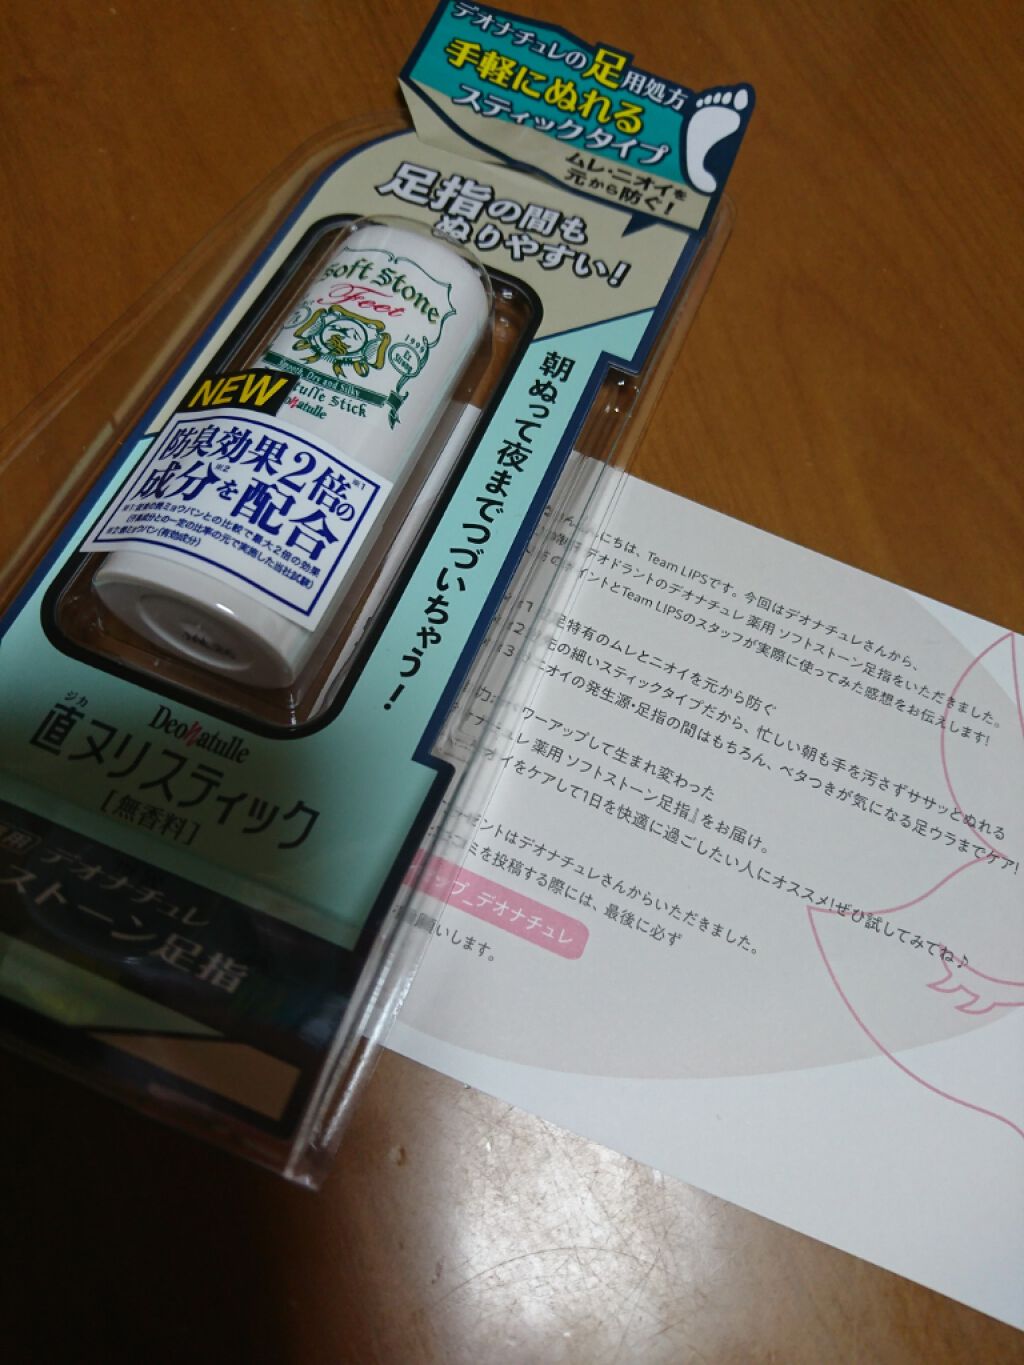 デオナチュレの足用処方
手軽にぬれる
スティックタイプ
ムレ・ニオイを
元から防ぐ!
足指の間も
ぬりやすい!
soft Stone
Feet
1999
Smooth, Dry and Silky
Stick
NEW
防臭効果2倍の※1
成分※2を配合
朝ぬって夜までつづいちゃう!
DeoNatulle
ジカ
直ヌリスティック
[無香料]
デオナチュレ
ストーン足指
にちは、Team LIPSです。今回はデオナチュレさんから、
デオドラントのデオナチュレ 薬用 ソフトストーン足指をいただきました。
イントとTeam LIPSのスタッフが実際に使ってみた感想をお伝えします!
足特有のムレとニオイを元から防ぐ
先の細いスティックタイプだから、忙しい朝も手を汚さずササッとぬれる
ニオイの発生源・足指の間はもちろん、ベタつきが気になる足ウラまでケア!
ワーアップして生まれ変わった
ナチュレ 薬用 ソフトストーン足指』をお届け。
イをケアして1日を快適に過ごしたい人にオススメ!ぜひ試してみてね♪
ントはデオナチュレさんからいただきました。
コミを投稿する際には、最後に必ず
ップ_デオナチュレ
願いします。